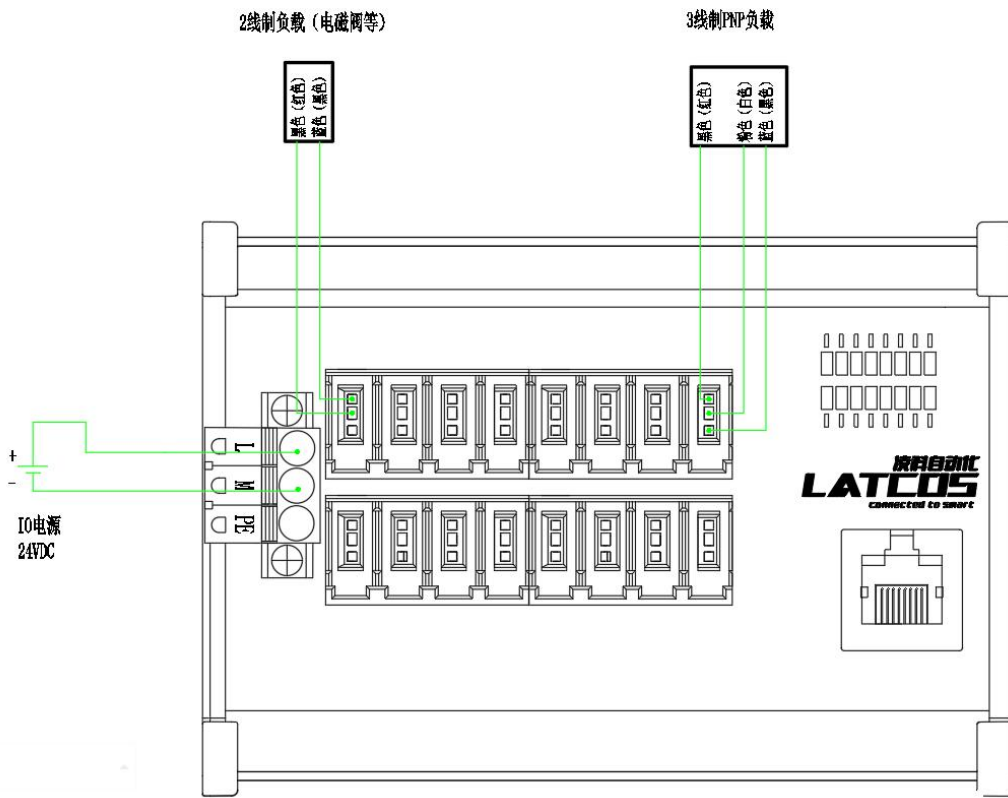 2线制负载（电磁阀等）
3线制PNP负载
黑色（红色）
蓝色（黑色）
黑色（红色）
粉色（白色）
蓝色（黑色）
+
-
IO电源
24VDC
L
M
PE
凌科自动化
LATCOS
connected to smart